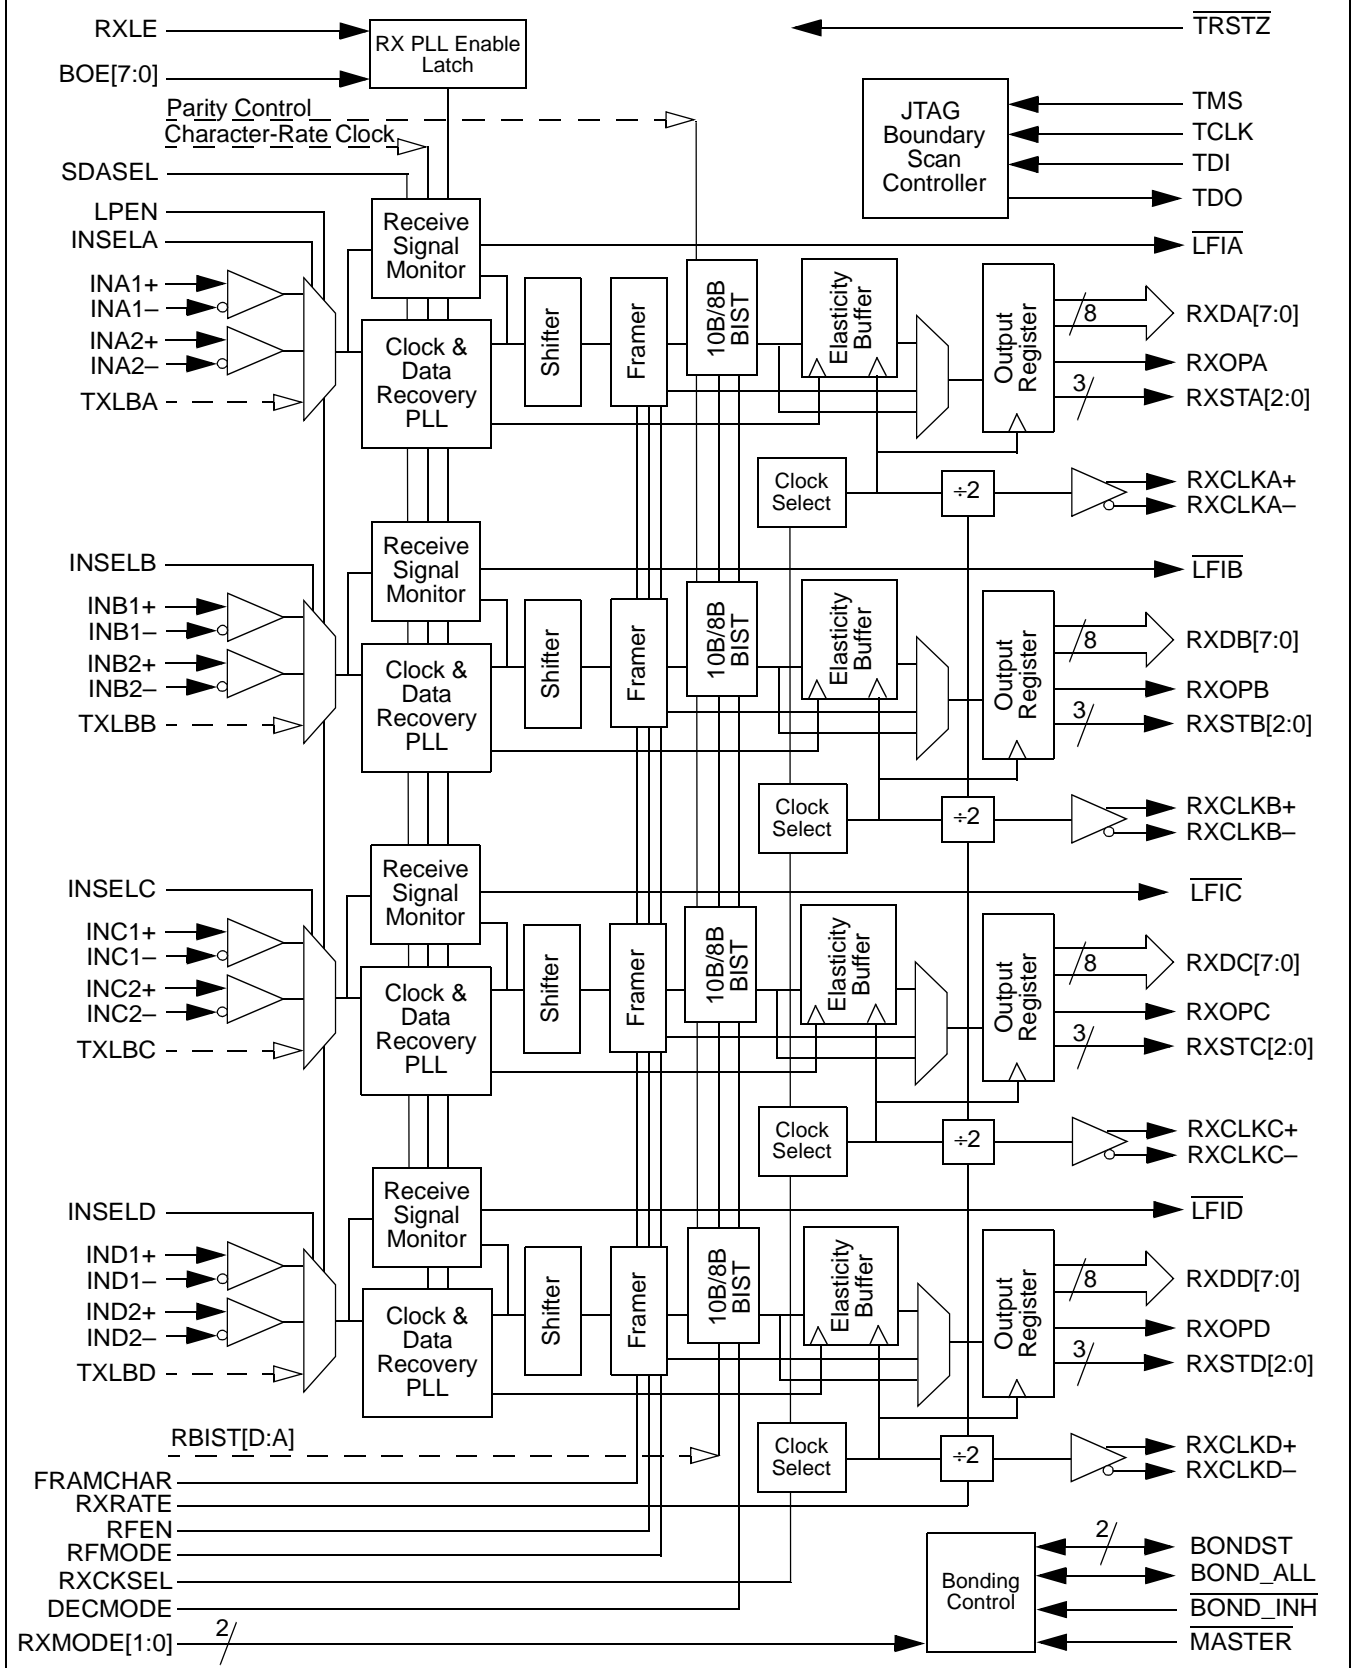 RXLE
RX PLL Enable
Latch
BOE[7:0]
TRSTZ
Parity Control
Character-Rate Clock
JTAG
Boundary
Scan
Controller
TMS
TCLK
TDI
TDO
SDASEL
LPEN
INSELA
INA1+
INA1–
INA2+
INA2–
TXLBA
Receive
Signal
Monitor
Clock &
Data
Recovery
PLL
Shifter
Framer
10B/8B
BIST
Elasticity
Buffer
Output
Register
LFIA
8
RXDA[7:0]
RXOPA
3
RXSTA[2:0]
Clock
Select
÷2
RXCLKA+
RXCLKA–
INSELB
INB1+
INB1–
INB2+
INB2–
TXLBB
Receive
Signal
Monitor
Clock &
Data
Recovery
PLL
Shifter
Framer
10B/8B
BIST
Elasticity
Buffer
Output
Register
LFIB
8
RXDB[7:0]
RXOPB
3
RXSTB[2:0]
Clock
Select
÷2
RXCLKB+
RXCLKB–
INSELC
INC1+
INC1–
INC2+
INC2–
TXLBC
Receive
Signal
Monitor
Clock &
Data
Recovery
PLL
Shifter
Framer
10B/8B
BIST
Elasticity
Buffer
Output
Register
LFIC
8
RXDC[7:0]
RXOPC
3
RXSTC[2:0]
Clock
Select
÷2
RXCLKC+
RXCLKC–
INSELD
IND1+
IND1–
IND2+
IND2–
TXLBD
Receive
Signal
Monitor
Clock &
Data
Recovery
PLL
Shifter
Framer
10B/8B
BIST
Elasticity
Buffer
Output
Register
LFID
8
RXDD[7:0]
RXOPD
3
RXSTD[2:0]
Clock
Select
÷2
RXCLKD+
RXCLKD–
RBIST[D:A]
FRAMCHAR
RXRATE
RFEN
RFMODE
RXCKSEL
DECMODE
RXMODE[1:0]
2
Bonding
Control
2
BONDST
BOND_ALL
BOND_INH
MASTER